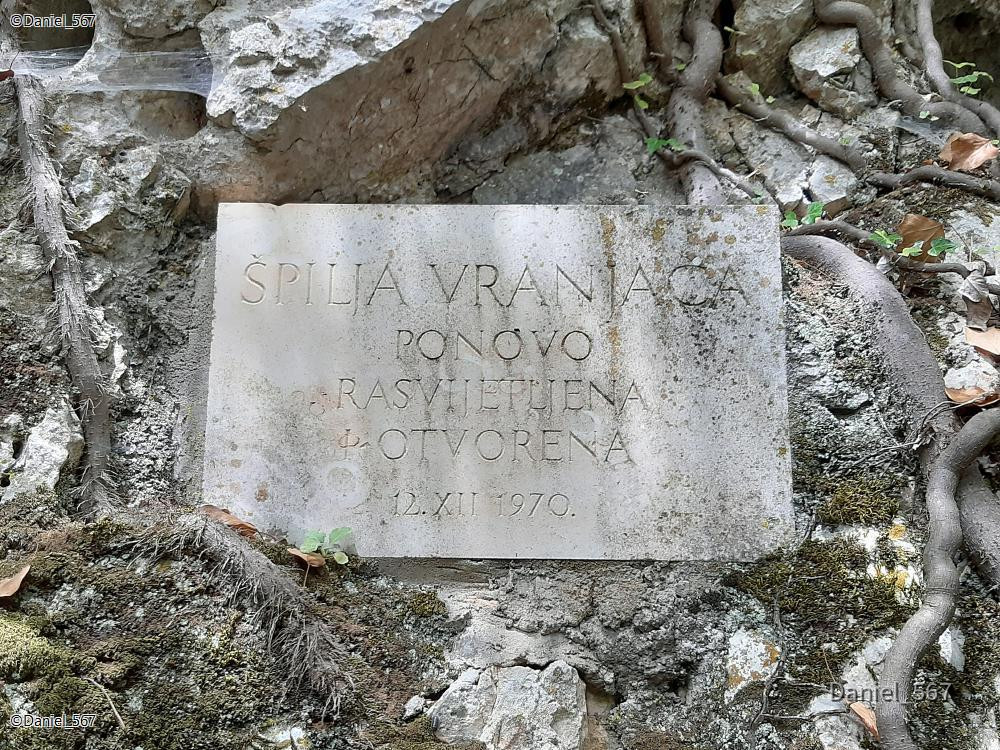 ©Daniel_567
ŠPILJA VRANJAČA
PONOVO
RASVIJETLJENA
I OTVORENA
12. XII 1970.
Daniel_567
©Daniel_567